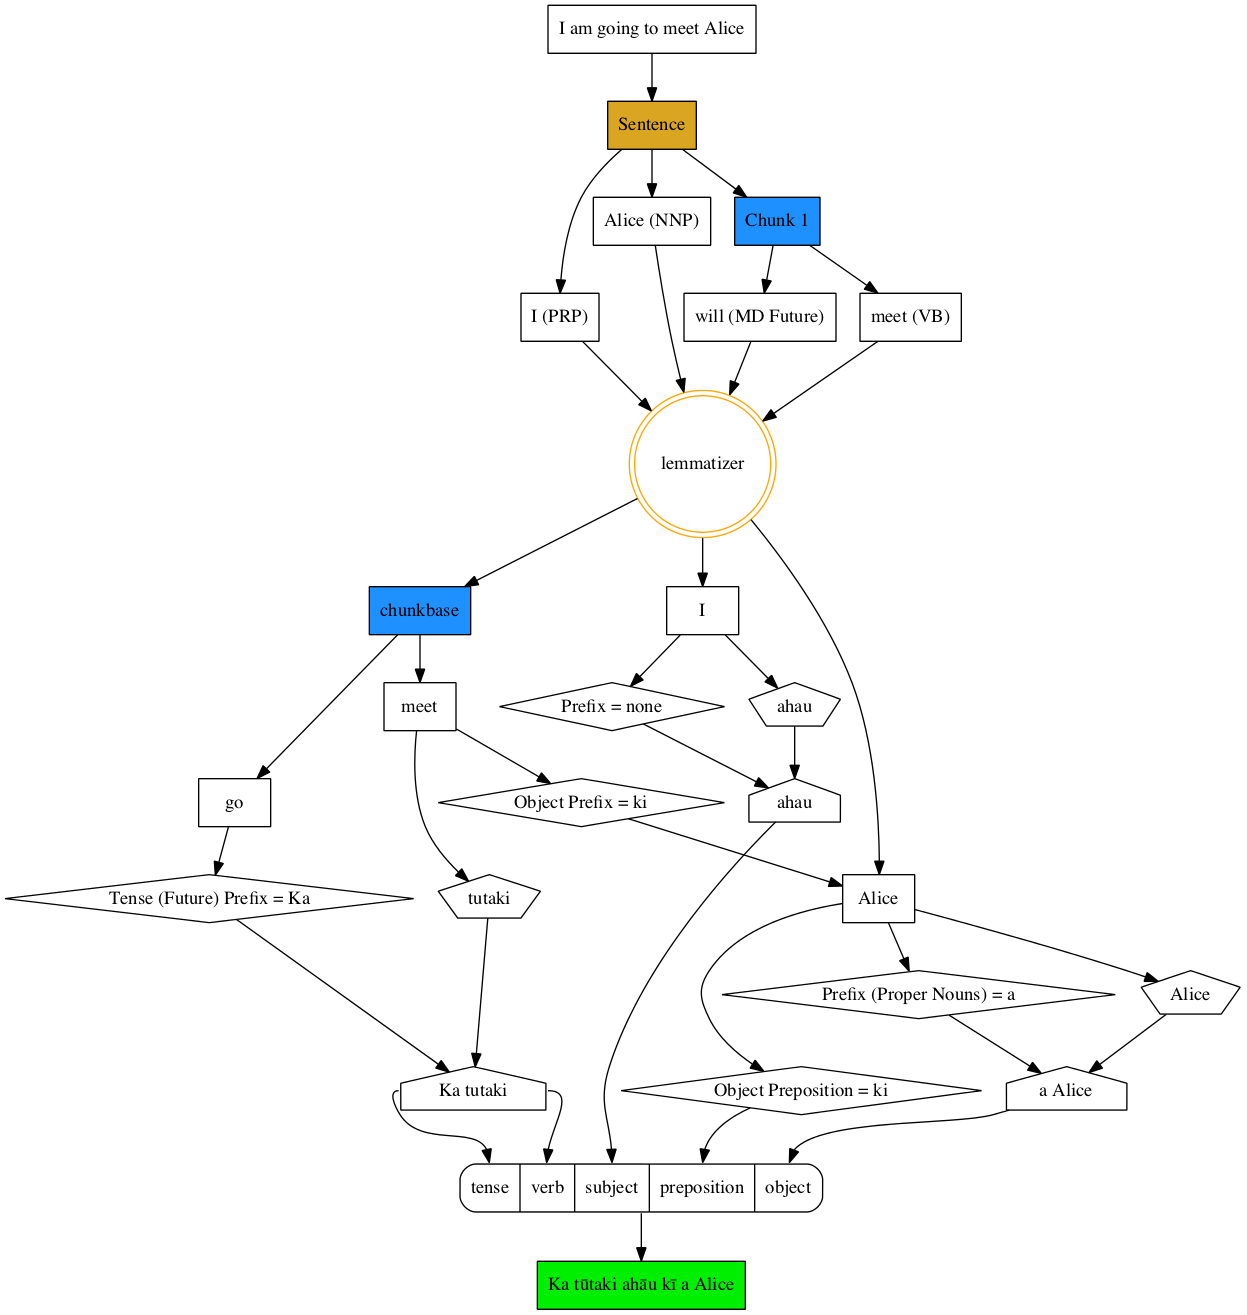 I am going to meet Alice
Sentence
Alice (NNP)
Chunk 1
I (PRP)
will (MD Future)
meet (VB)
lemmatizer
chunkbase
I
meet
Prefix = none
ahau
go
Object Prefix = ki
ahau
Tense (Future) Prefix = Ka
tutaki
Alice
Prefix (Proper Nouns) = a
Alice
Ka tutaki
Object Preposition = ki
a Alice
tense
verb
subject
preposition
object
Ka tūtaki ahāu kī a Alice